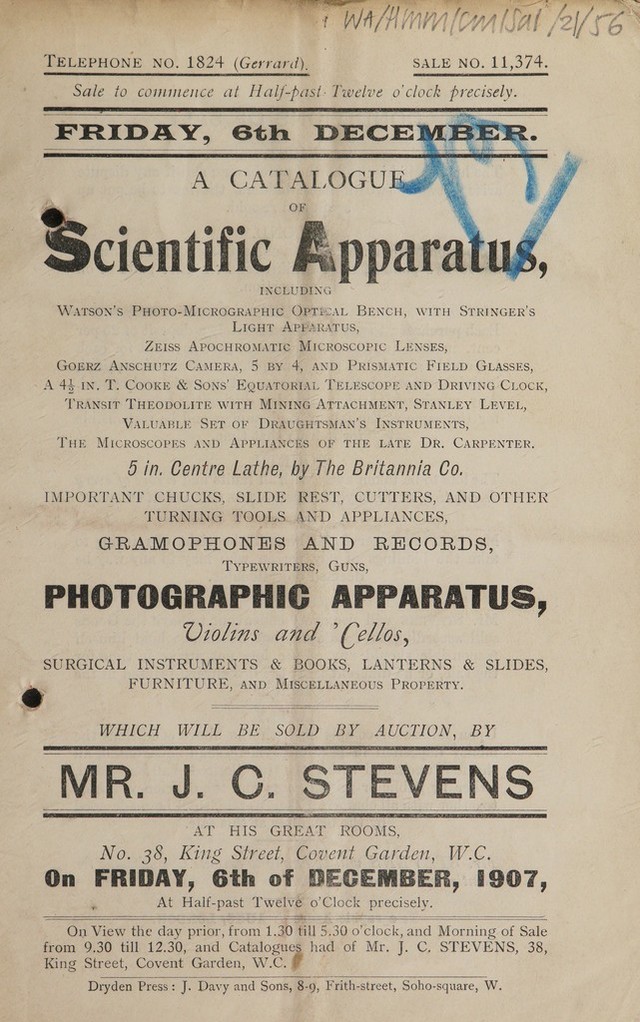 WA/HMM/CM/Sal/21/56
TELEPHONE NO. 1824 (Gerrard). SALE NO. 11,374.
Sale to commence at Half-past Twelve o'clock precisely.
FRIDAY, 6th DECEMBER.
A CATALOGUE
OF
Scientific Apparatus,
INCLUDING
WATSON'S PHOTO-MICROGRAPHIC OPTICAL BENCH, WITH STRINGER'S
LIGHT APPARATUS,
ZEISS APOCHROMATIC MICROSCOPIC LENSES,
GOERZ ANSCHUTZ CAMERA, 5 BY 4, AND PRISMATIC FIELD GLASSES,
A 4½ IN. T. COOKE & SONS' EQUATORIAL TELESCOPE AND DRIVING CLOCK,
TRANSIT THEODOLITE WITH MINING ATTACHMENT, STANLEY LEVEL,
VALUABLE SET OF DRAUGHTSMAN'S INSTRUMENTS,
THE MICROSCOPES AND APPLIANCES OF THE LATE DR. CARPENTER.
5 in. Centre Lathe, by The Britannia Co.
IMPORTANT CHUCKS, SLIDE REST, CUTTERS, AND OTHER
TURNING TOOLS AND APPLIANCES,
GRAMOPHONES AND RECORDS,
TYPEWRITERS, GUNS,
PHOTOGRAPHIC APPARATUS,
Violins and 'Cellos,
SURGICAL INSTRUMENTS & BOOKS, LANTERNS & SLIDES,
FURNITURE, AND MISCELLANEOUS PROPERTY.
WHICH WILL BE SOLD BY AUCTION, BY
MR. J. C. STEVENS
AT HIS GREAT ROOMS,
No. 38, King Street, Covent Garden, W.C.
On FRIDAY, 6th of DECEMBER, 1907,
At Half-past Twelve o'Clock precisely.
On View the day prior, from 1.30 till 5.30 o'clock, and Morning of Sale
from 9.30 till 12.30, and Catalogues had of Mr. J. C. STEVENS, 38,
King Street, Covent Garden, W.C.
Dryden Press: J. Davy and Sons, 8-9, Frith-street, Soho-square, W.